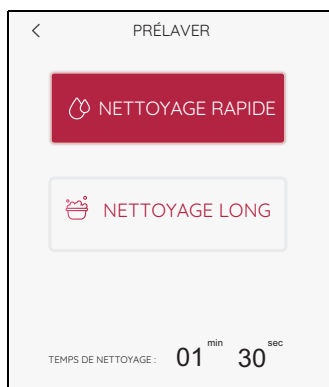 PRÉLAVER
NETTOYAGE RAPIDE
NETTOYAGE LONG
TEMPS DE NETTOYAGE : 01 min 30 sec